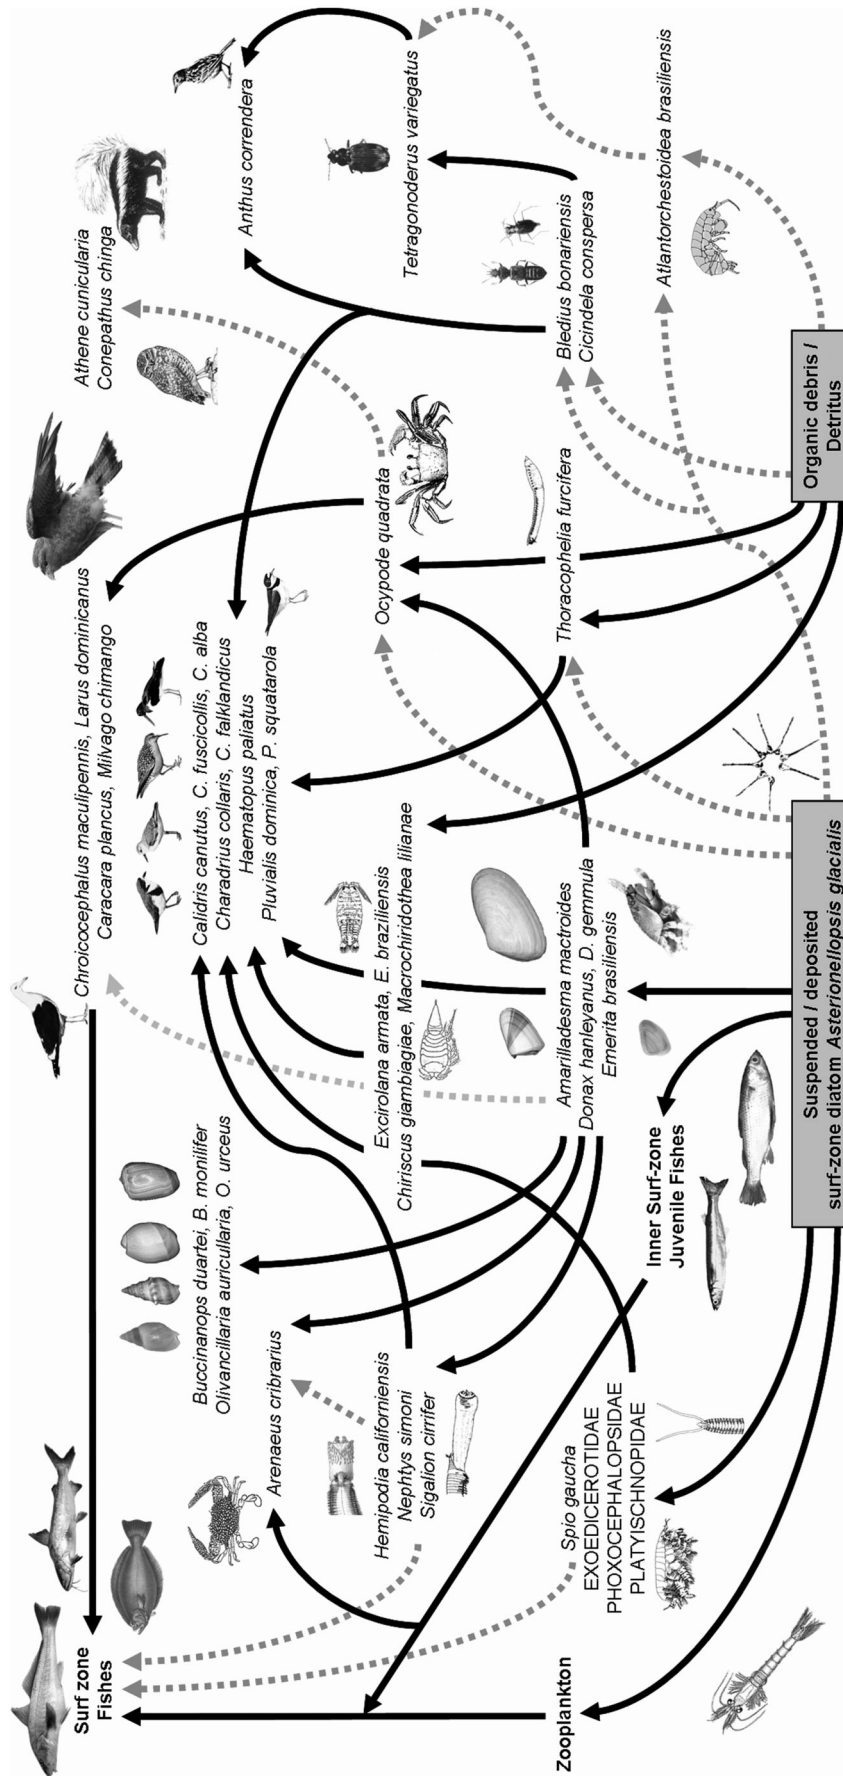 Surf zone
Fishes
Chroicocephalus maculipennis, Larus dominicanus
Caracara plancus, Milvago chimango
Athene cunicularia
Conepathus chinga
Buccinanops duartei, B. monilifer
Olivancillaria auricullaria, O. urceus
Calidris canutus, C. fuscicollis, C. alba
Charadrius collaris, C. falklandicus
Haematopus paliatus
Pluvialis dominica, P. squatarola
Anthus correndera
Arenaeus cribrarius
Hemipodia californiensis
Nephtys simoni
Sigalion cirrifer
Excirolana armata, E. braziliensis
Chiriscus giambiagiae, Macrochiridothea lilianae
Ocypode quadrata
Tetragonoderus variegatus
Zooplankton
Spio gaucha
EXOEDICEROTIDAE
PHOXOCEPHALOPSIDAE
PLATYISCHNOPIDAE
Inner Surf-zone
Juvenile Fishes
Amarilladesma mactroides
Donax hanleyanus, D. gemmula
Emerita brasiliensis
Thoracophelia furcifera
Bledius bonariensis
Cicindela conspersa
Atlantorchestoidea brasiliensis
Suspended / deposited
surf-zone diatom Asterionellopsis glacialis
Organic debris /
Detritus